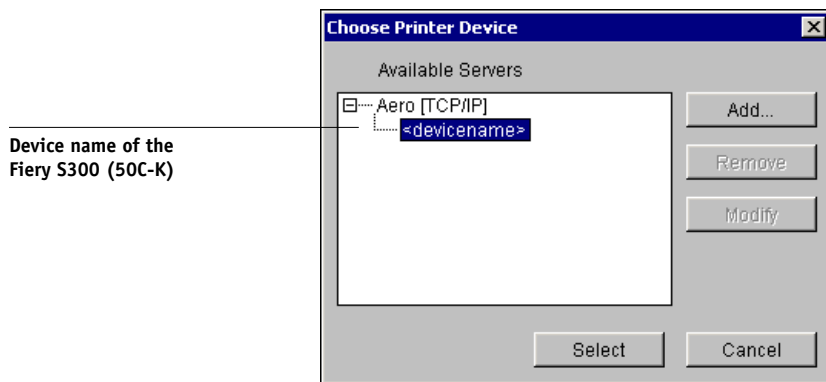 Choose Printer Device
Available Servers
Aero [TCP/IP]
<devicename>
Add...
Remove
Modify
Select
Cancel
Device name of the
Fiery S300 (50C-K)